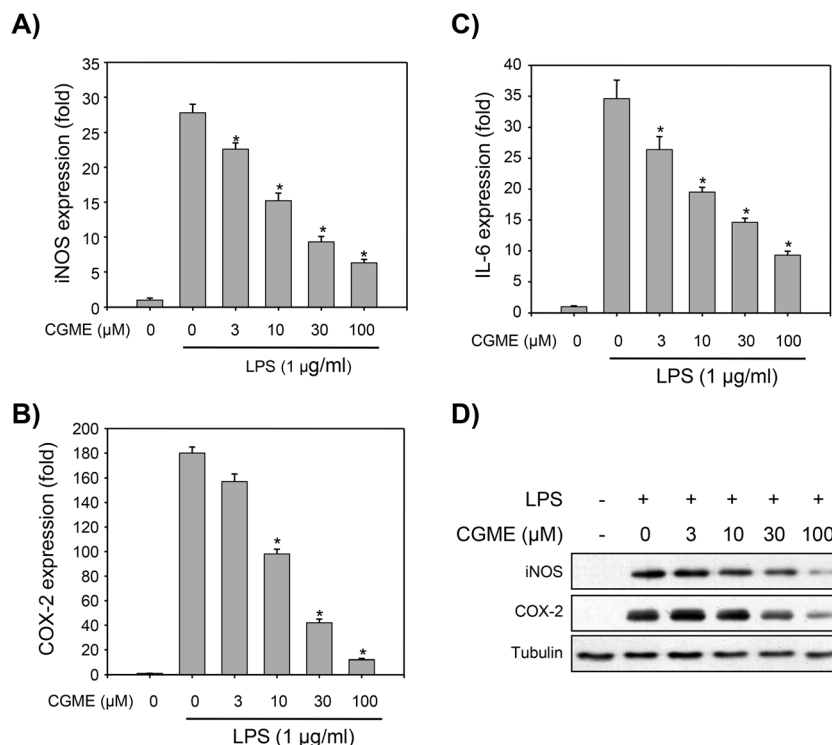 A)
iNOS expression (fold)
35
30
25
20
15
10
5
0
* * * *
CGME (µM) 0 0 3 10 30 100
LPS (1 µg/ml)
B)
COX-2 expression (fold)
200
180
160
140
120
100
80
60
40
20
0
* * *
CGME (µM) 0 0 3 10 30 100
LPS (1 µg/ml)
C)
IL-6 expression (fold)
40
35
30
25
20
15
10
5
0
* * * *
CGME (µM) 0 0 3 10 30 100
LPS (1 µg/ml)
D)
LPS - + + + + +
CGME (µM) - 0 3 10 30 100
iNOS
COX-2
Tubulin